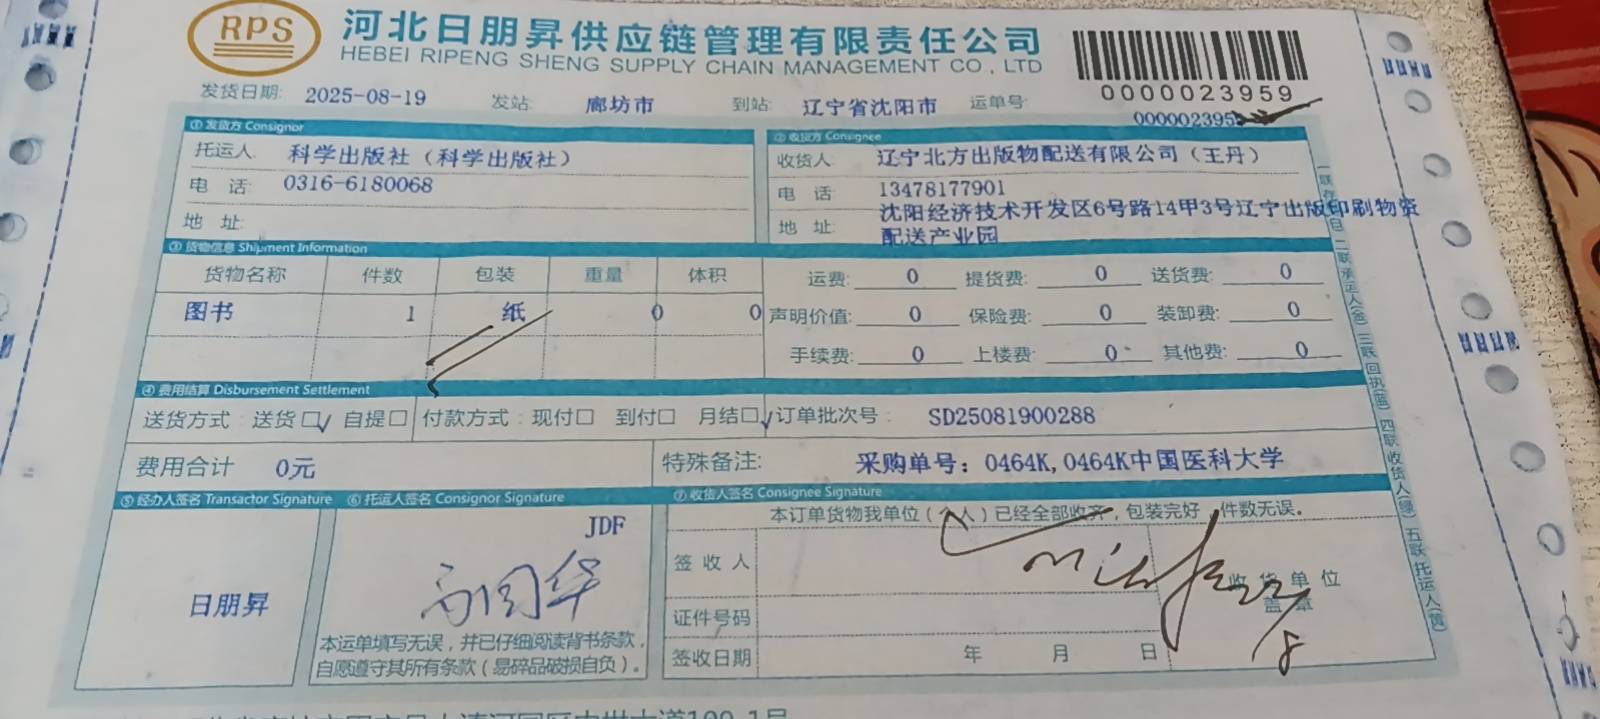 RPS
河北日朋昇供应链管理有限责任公司
HEBEI RIPENG SHENG SUPPLY CHAIN MANAGEMENT CO., LTD
0000023959
发货日期: 2025-08-19 发站: 廊坊市 到站: 辽宁省沈阳市 运单号:
000002395
① 发货方 Consignor
托运人: 科学出版社（科学出版社）
电 话: 0316-6180068
地 址:
② 收货方 Consignee
收货人: 辽宁北方出版物配送有限公司（王丹）
电 话: 13478177901
地 址: 沈阳经济技术开发区6号路14甲3号辽宁出版印刷物资
配送产业园
③ 货物信息 Shipment Information
货物名称 件数 包装 重量 体积
图书 1 纸 0 0
运费: 0 提货费: 0 送货费: 0
声明价值: 0 保险费: 0 装卸费: 0
手续费: 0 上楼费: 0 其他费: 0
④ 费用结算 Disbursement Settlement
送货方式：送货□√ 自提□ 付款方式：现付□ 到付□ 月结□√ 订单批次号： SD25081900288
费用合计 0元 特殊备注: 采购单号: 0464K,0464K中国医科大学
⑤ 经办人签名 Transactor Signature
日朋昇
⑥ 托运人签名 Consignor Signature
JDF
本运单填写无误，并已仔细阅读背书条款，
自愿遵守其所有条款（易碎品破损自负）。
⑦ 收货人签名 Consignee Signature
本订单货物我单位（个人）已经全部收齐，包装完好，件数无误。
签收人
收货单位
盖章
证件号码
签收日期 年 月 日